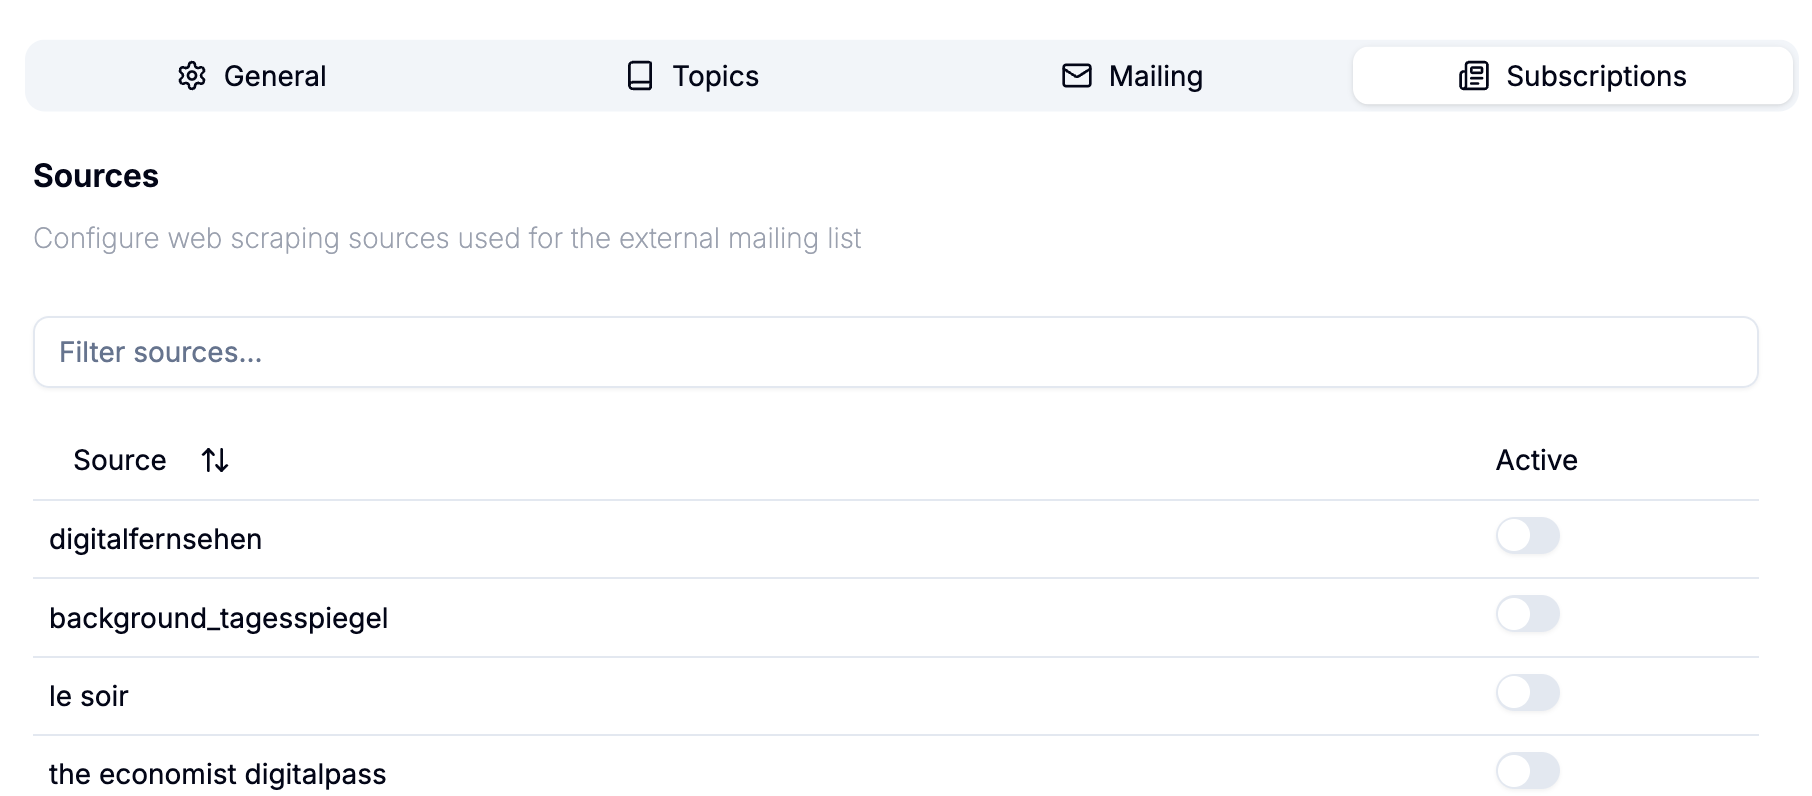 General Topics Mailing Subscriptions
Sources
Configure web scraping sources used for the external mailing list
Filter sources...
Source Active
digitalfernsehen
background_tagesspiegel
le soir
the economist digitalpass